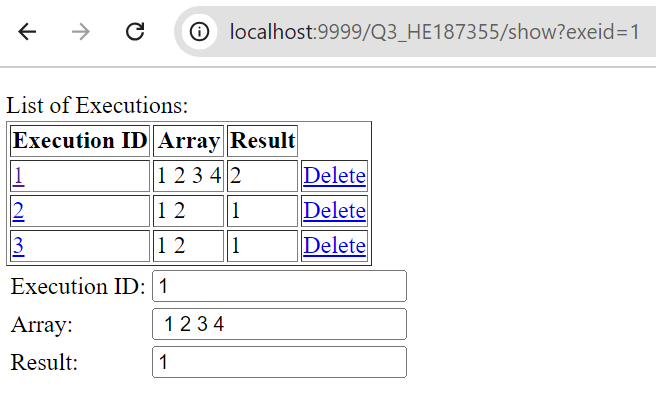 localhost:9999/Q3_HE187355/show?exeid=1
List of Executions:
Execution ID Array Result
1 1 2 3 4 2 Delete
2 1 2 1 Delete
3 1 2 1 Delete
Execution ID: 1
Array: 1 2 3 4
Result: 1